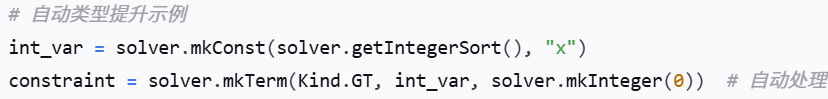 # 自动类型提升示例
int_var = solver.mkConst(solver.getIntegerSort(), "x")
constraint = solver.mkTerm(Kind.GT, int_var, solver.mkInteger(0))  # 自动处理